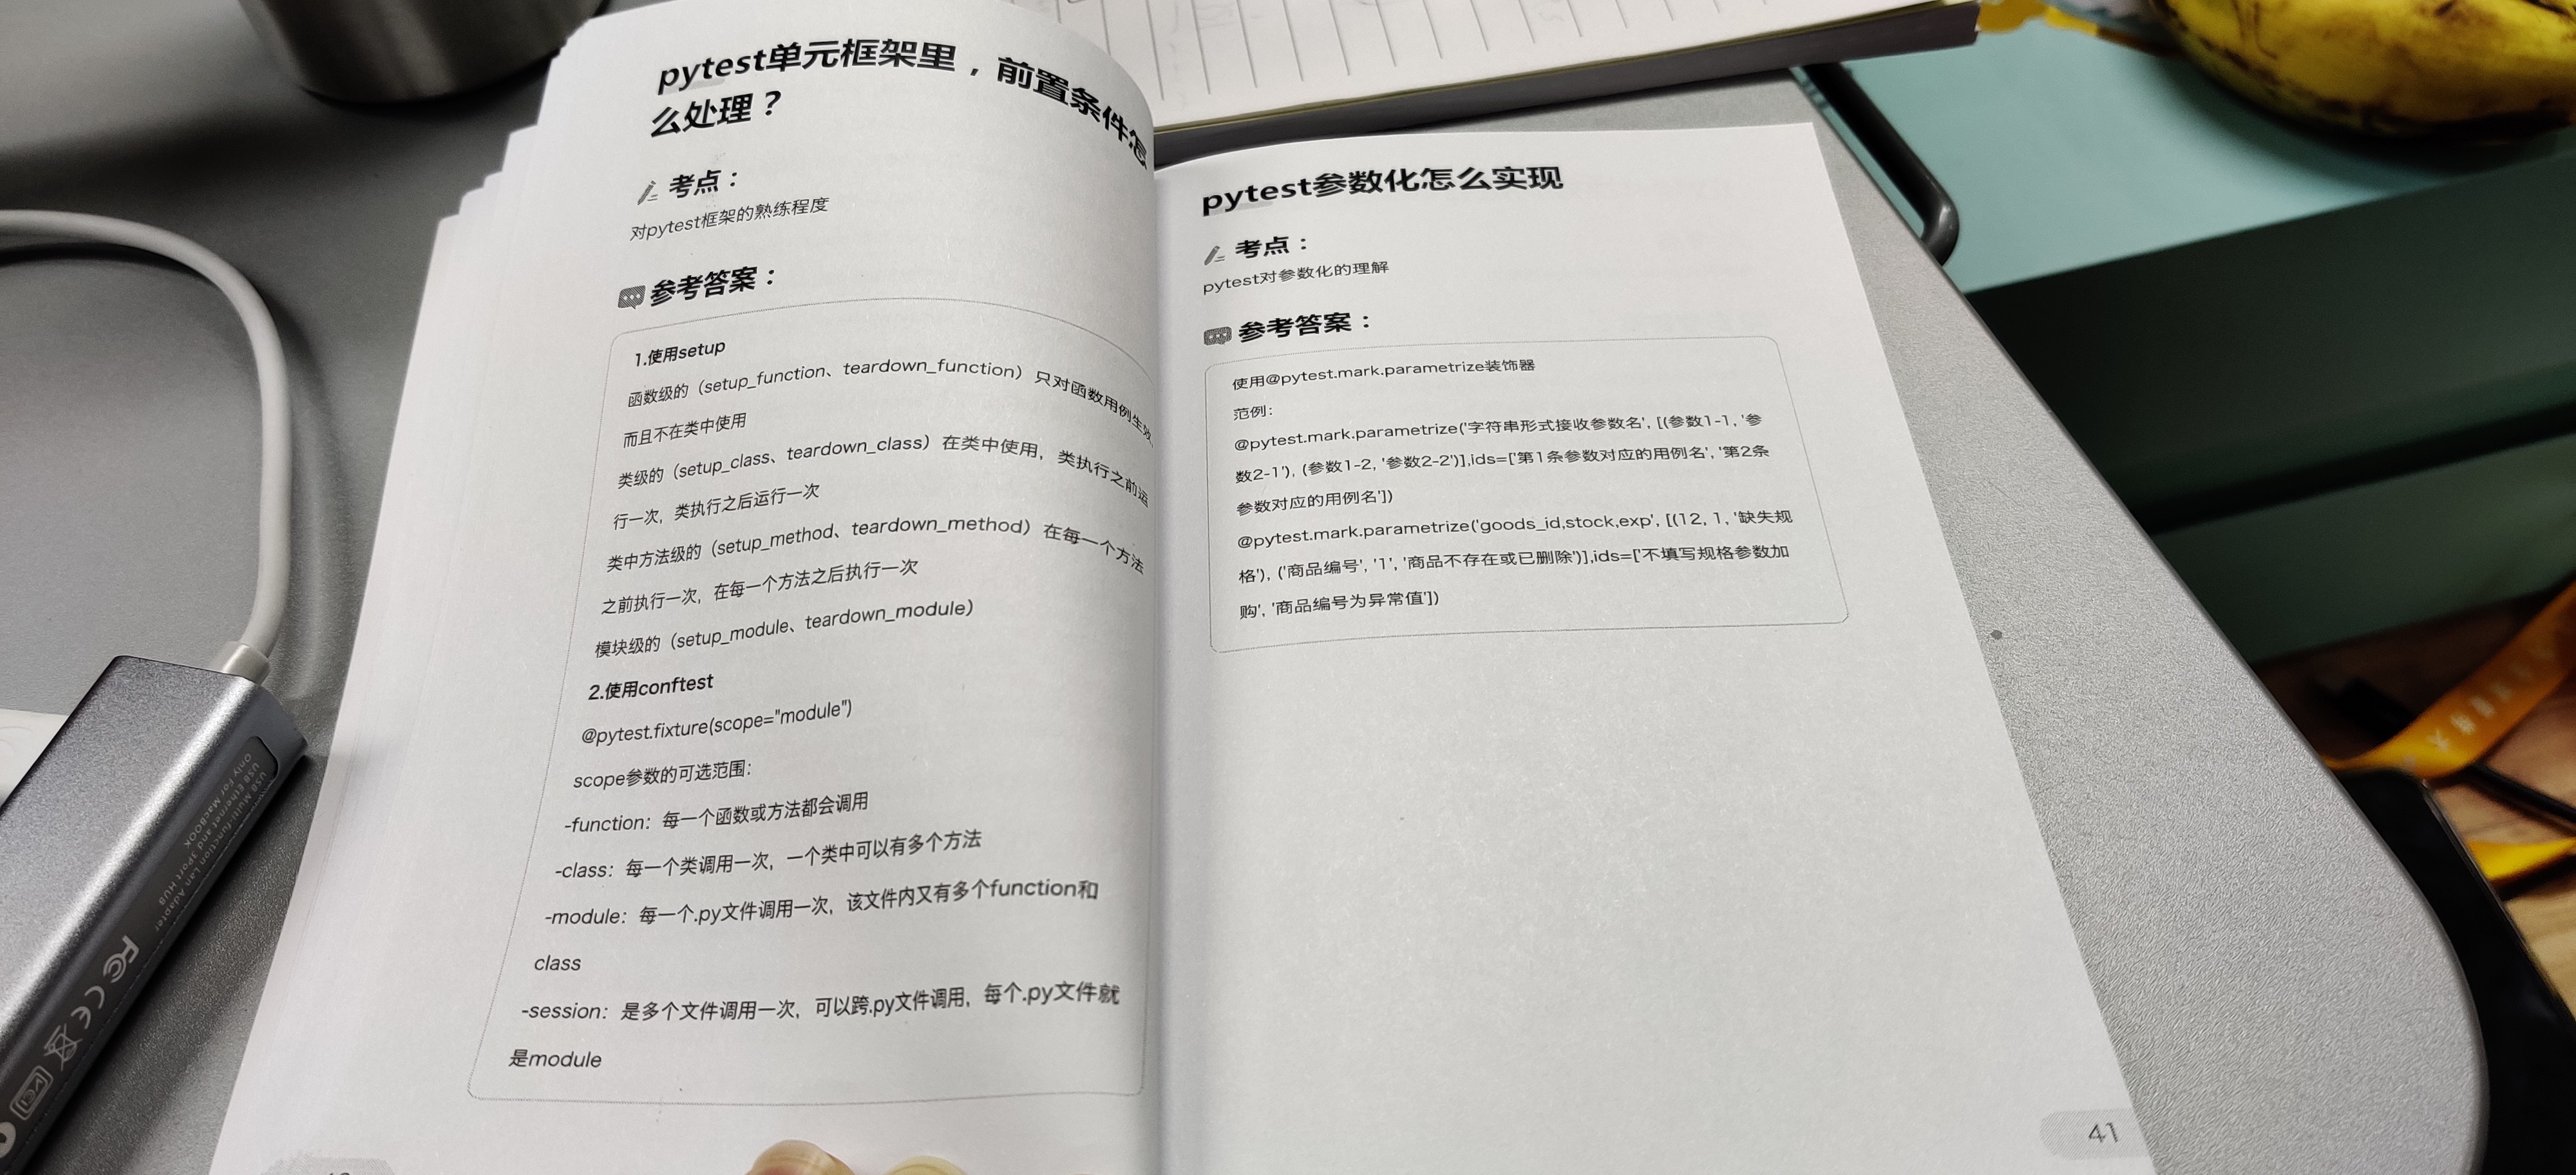 pytest单元框架里，前置条件怎
么处理？
考点：
对pytest框架的熟练程度
参考答案：
1.使用setup
函数级的（setup_function、teardown_function）只对函数用例生效，
而且不在类中使用
类级的（setup_class、teardown_class）在类中使用，类执行之前运
行一次，类执行之后运行一次
类中方法级的（setup_method、teardown_method）在每一个方法
之前执行一次，在每一个方法之后执行一次
模块级的（setup_module、teardown_module）
2.使用conftest
@pytest.fixture(scope="module")
scope参数的可选范围：
-function：每一个函数或方法都会调用
-class：每一个类调用一次，一个类中可以有多个方法
-module：每一个.py文件调用一次，该文件内又有多个function和
class
-session：是多个文件调用一次，可以跨.py文件调用，每个.py文件就
是module
pytest参数化怎么实现
考点：
pytest对参数化的理解
参考答案：
使用@pytest.mark.parametrize装饰器
范例：
@pytest.mark.parametrize('字符串形式接收参数名', [(参数1-1, '参
数2-1'), (参数1-2, '参数2-2')],ids=['第1条参数对应的用例名', '第2条
参数对应的用例名'])
@pytest.mark.parametrize('goods_id,stock,exp', [(12, 1, '缺失规
格'), ('商品编号', '1', '商品不存在或已删除')],ids=['不填写规格参数加
购', '商品编号为异常值'])
41
USB Multi-function Lan Adapter
USB Ethernet and 3Port HUB
Only For MacBOOK
FC CE